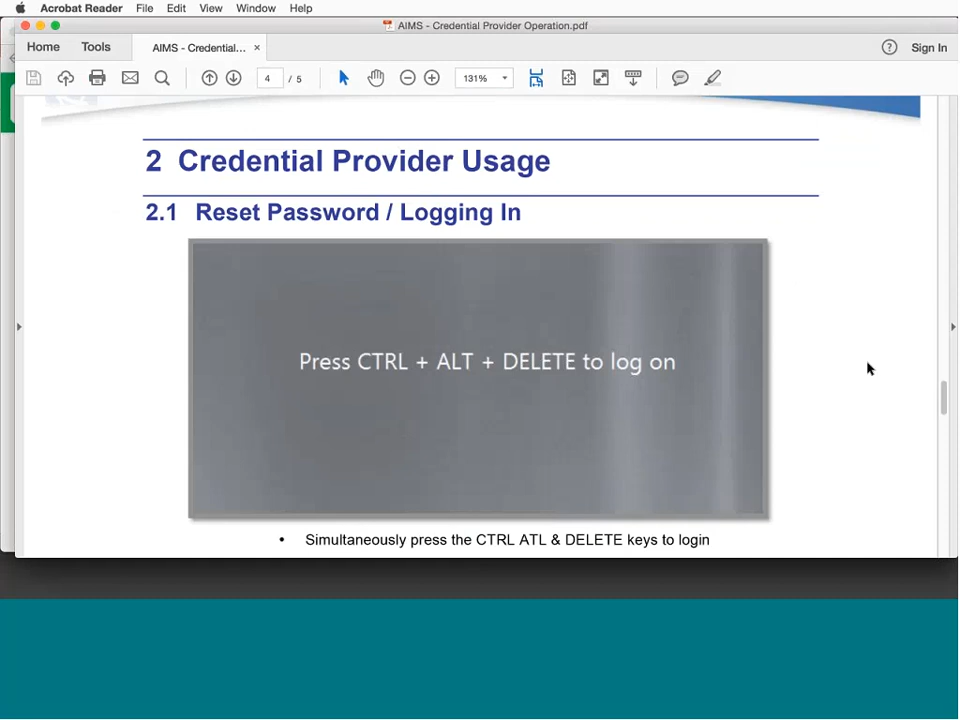 Acrobat Reader File Edit View Window Help
AIMS - Credential Provider Operation.pdf
Home Tools AIMS - Credential... × ? Sign In
4 / 5 131%
2 Credential Provider Usage
2.1 Reset Password / Logging In
Press CTRL + ALT + DELETE to log on
• Simultaneously press the CTRL ATL & DELETE keys to login